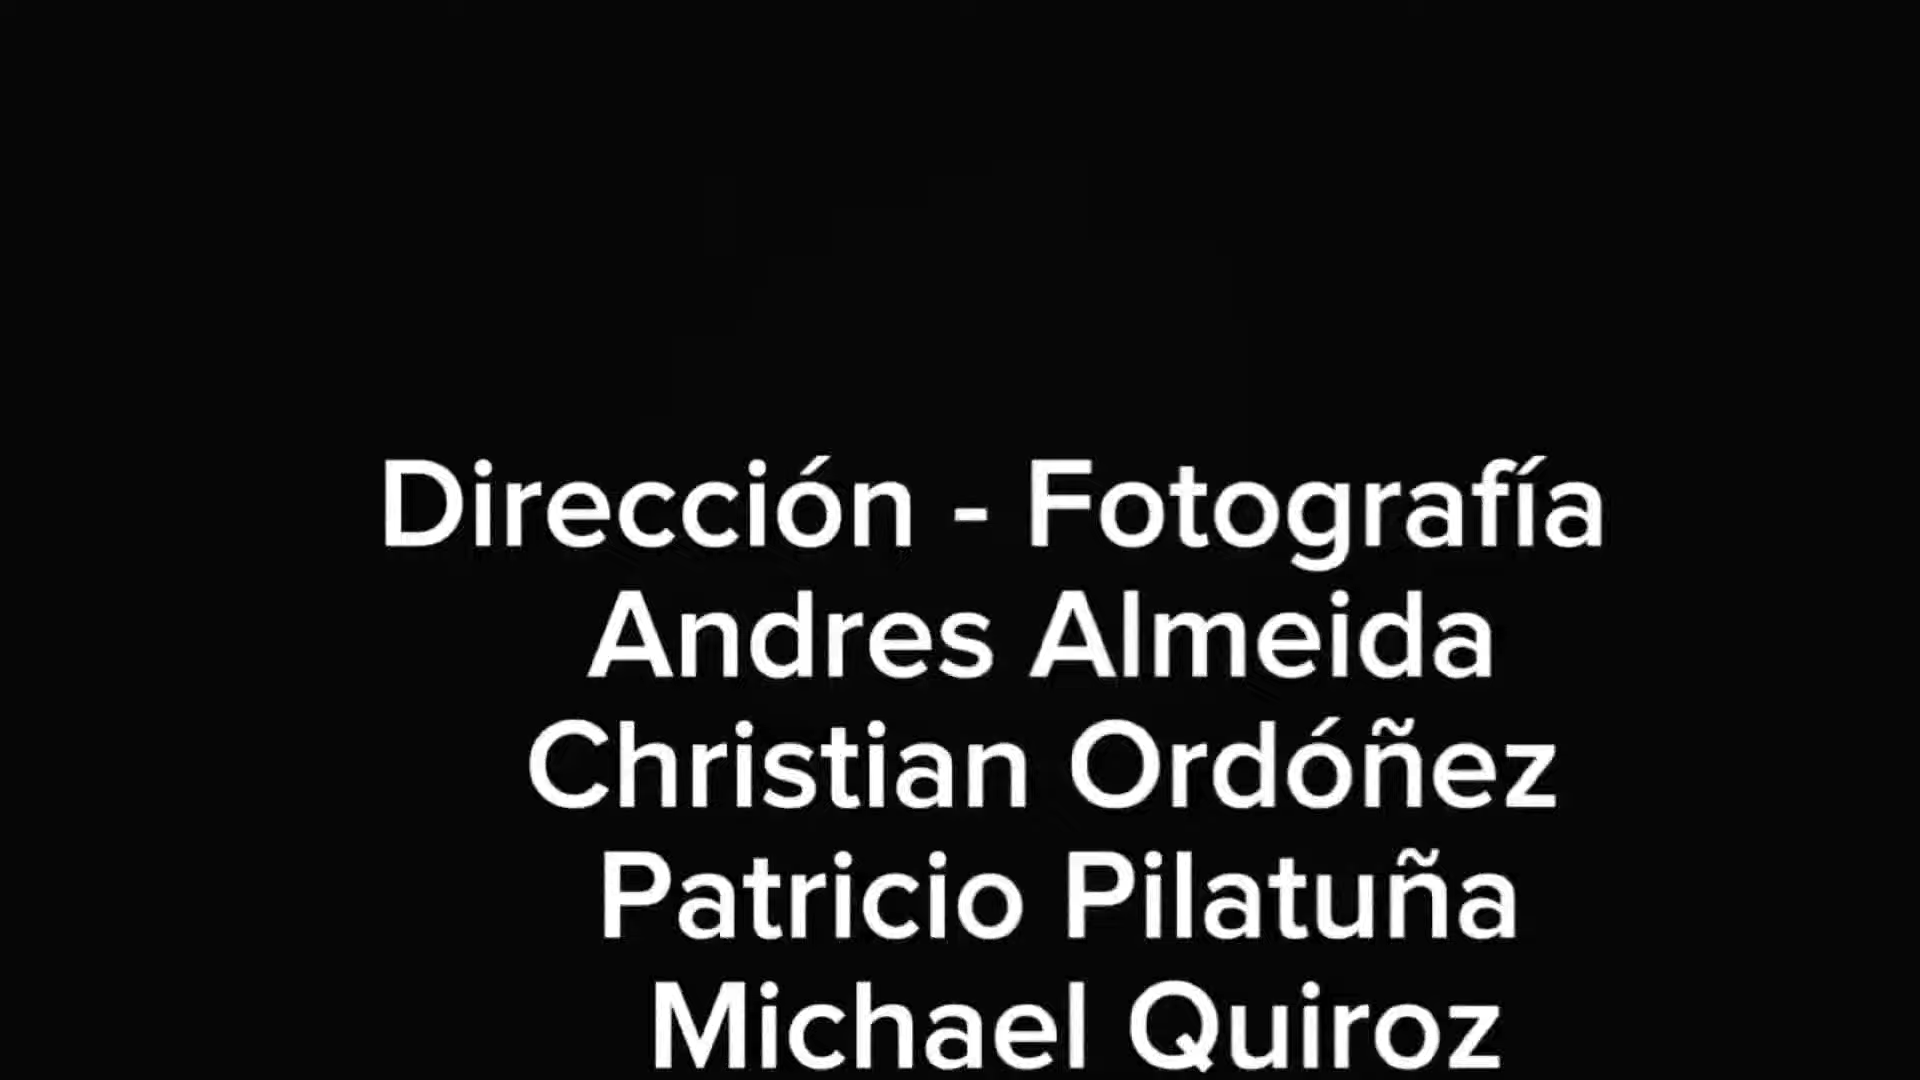 Dirección - Fotografía
Andres Almeida
Christian Ordóñez
Patricio Pilatuña
Michael Quiroz